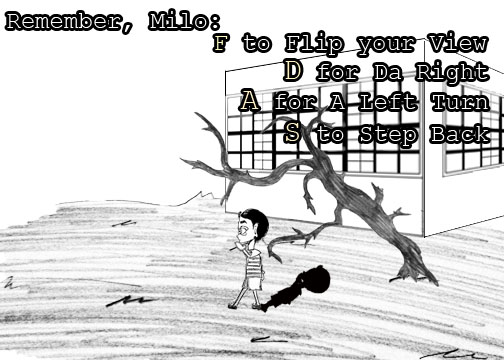 Remember, Milo:
F to Flip your View
D for Da Right
A for A Left Turn
S to Step Back